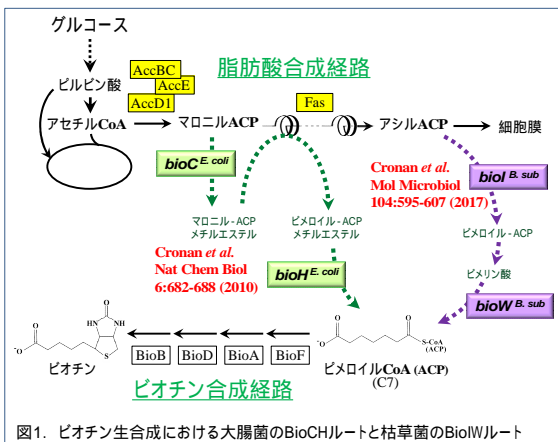 グルコース
ピルビン酸
AccBC
AccE
AccD1
脂肪酸合成経路
Fas
アセチルCoA
マロニルACP
アシルACP
細胞膜
bioC E. coli
Cronan et al.
Mol Microbiol
104:595-607 (2017)
bioI B. sub
マロニル-ACP
メチルエステル
ピメロイル-ACP
メチルエステル
ピメロイル-ACP
Cronan et al.
Nat Chem Biol
6:682-688 (2010)
bioH E. coli
ピメリン酸
bioW B. sub
O
HN
NH
-O
O
S
ビオチン
BioB
BioD
BioA
BioF
-O
O
O
S-CoA
(ACP)
ピメロイルCoA (ACP)
(C7)
ビオチン合成経路
図1. ビオチン生合成における大腸菌のBioCHルートと枯草菌のBioIWルート